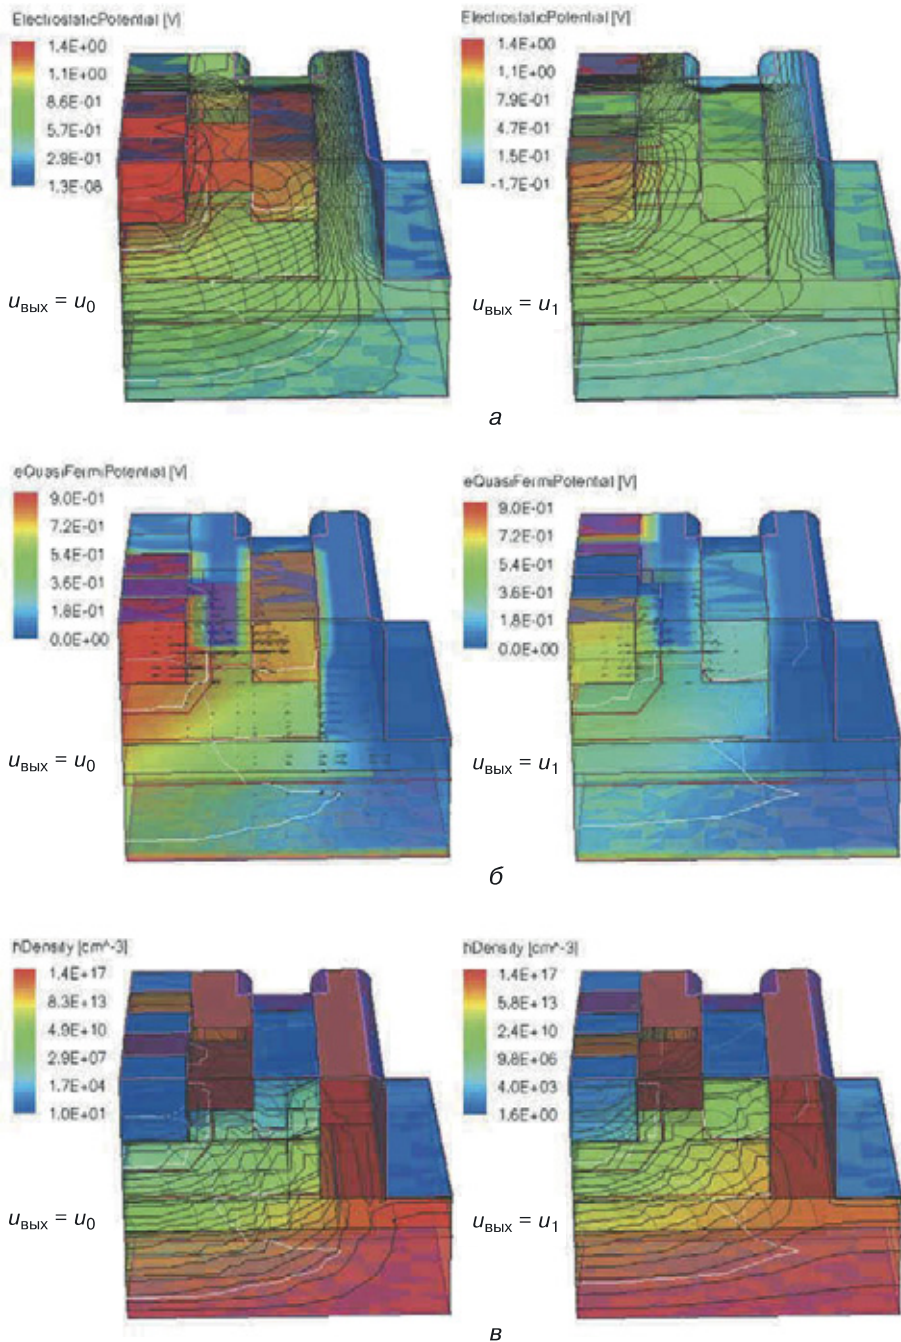 ElectrostaticPotential [V]
1.4E+00
1.1E+00
8.6E-01
5.7E-01
2.9E-01
1.3E-08
uвых = u0
ElectrostaticPotential [V]
1.4E+00
1.1E+00
7.9E-01
4.7E-01
1.5E-01
-1.7E-01
uвых = u1
а
eQuasiFermiPotential [V]
9.0E-01
7.2E-01
5.4E-01
3.6E-01
1.8E-01
0.0E+00
uвых = u0
eQuasiFermiPotential [V]
9.0E-01
7.2E-01
5.4E-01
3.6E-01
1.8E-01
0.0E+00
uвых = u1
б
hDensity [cm^-3]
1.4E+17
8.3E+13
4.9E+10
2.9E+07
1.7E+04
1.0E+01
uвых = u0
hDensity [cm^-3]
1.4E+17
5.8E+13
2.4E+10
9.8E+06
4.0E+03
1.6E+00
uвых = u1
в